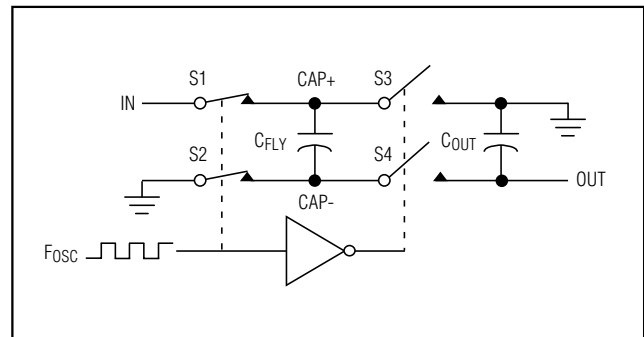 S1 CAP+ S3
IN
CFLY COUT
S2 S4
OUT
CAP-
FOSC